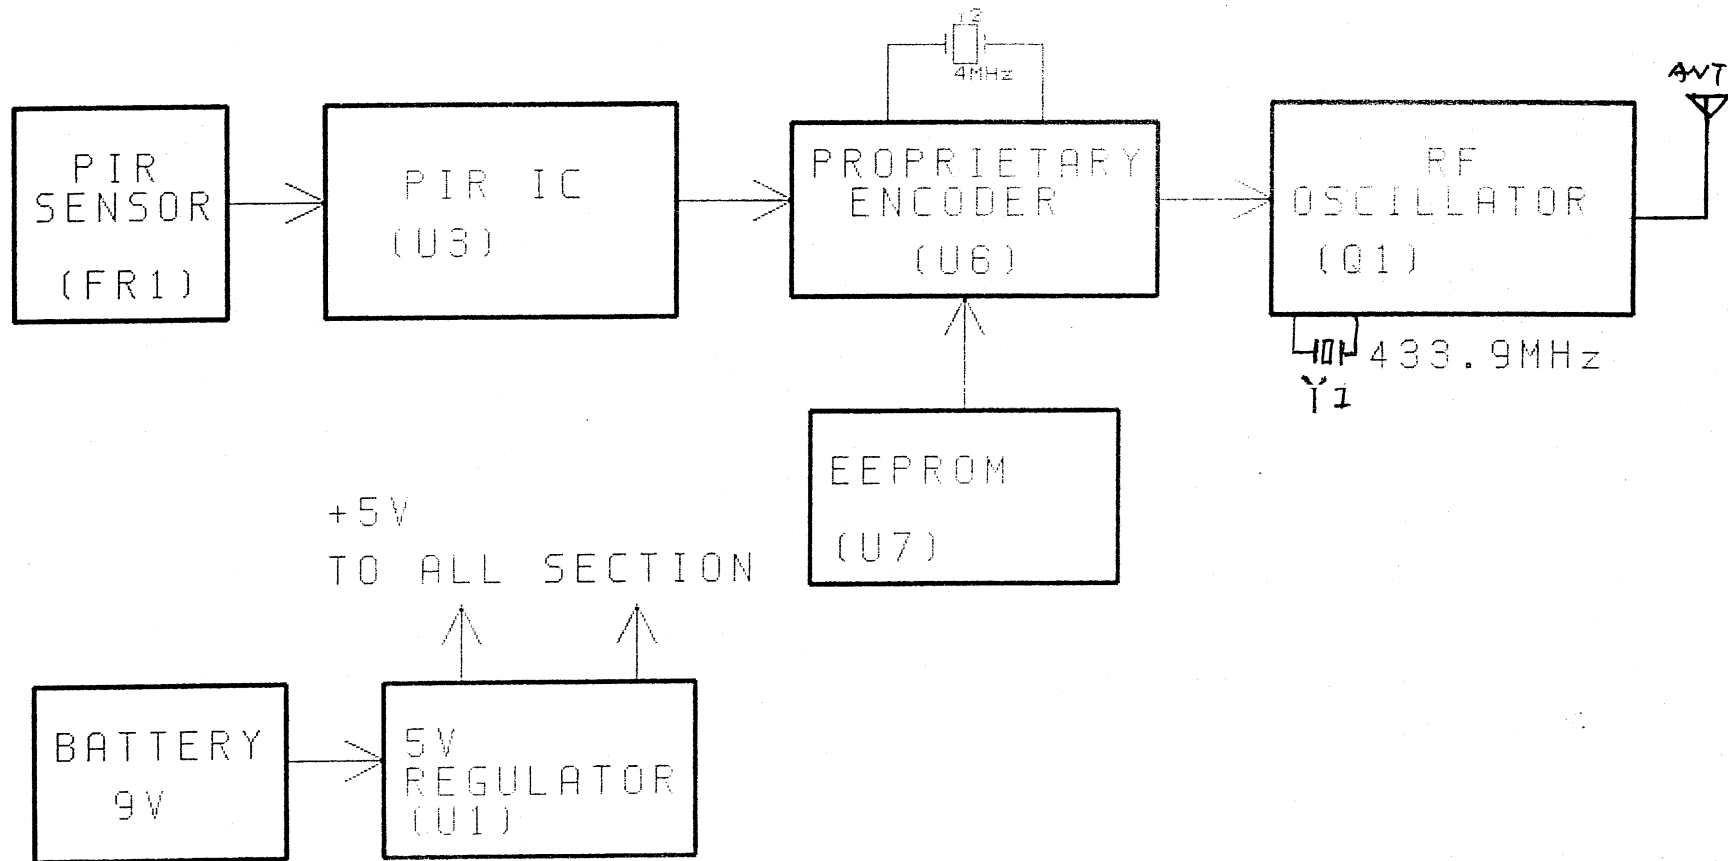 Y2
4MHz
ANT
PIR
SENSOR
(FR1)
PIR IC
(U3)
PROPRIETARY
ENCODER
(U6)
RF
OSCILLATOR
(Q1)
433.9MHz
Y1
EEPROM
(U7)
+5V
TO ALL SECTION
BATTERY
9V
5V
REGULATOR
(U1)